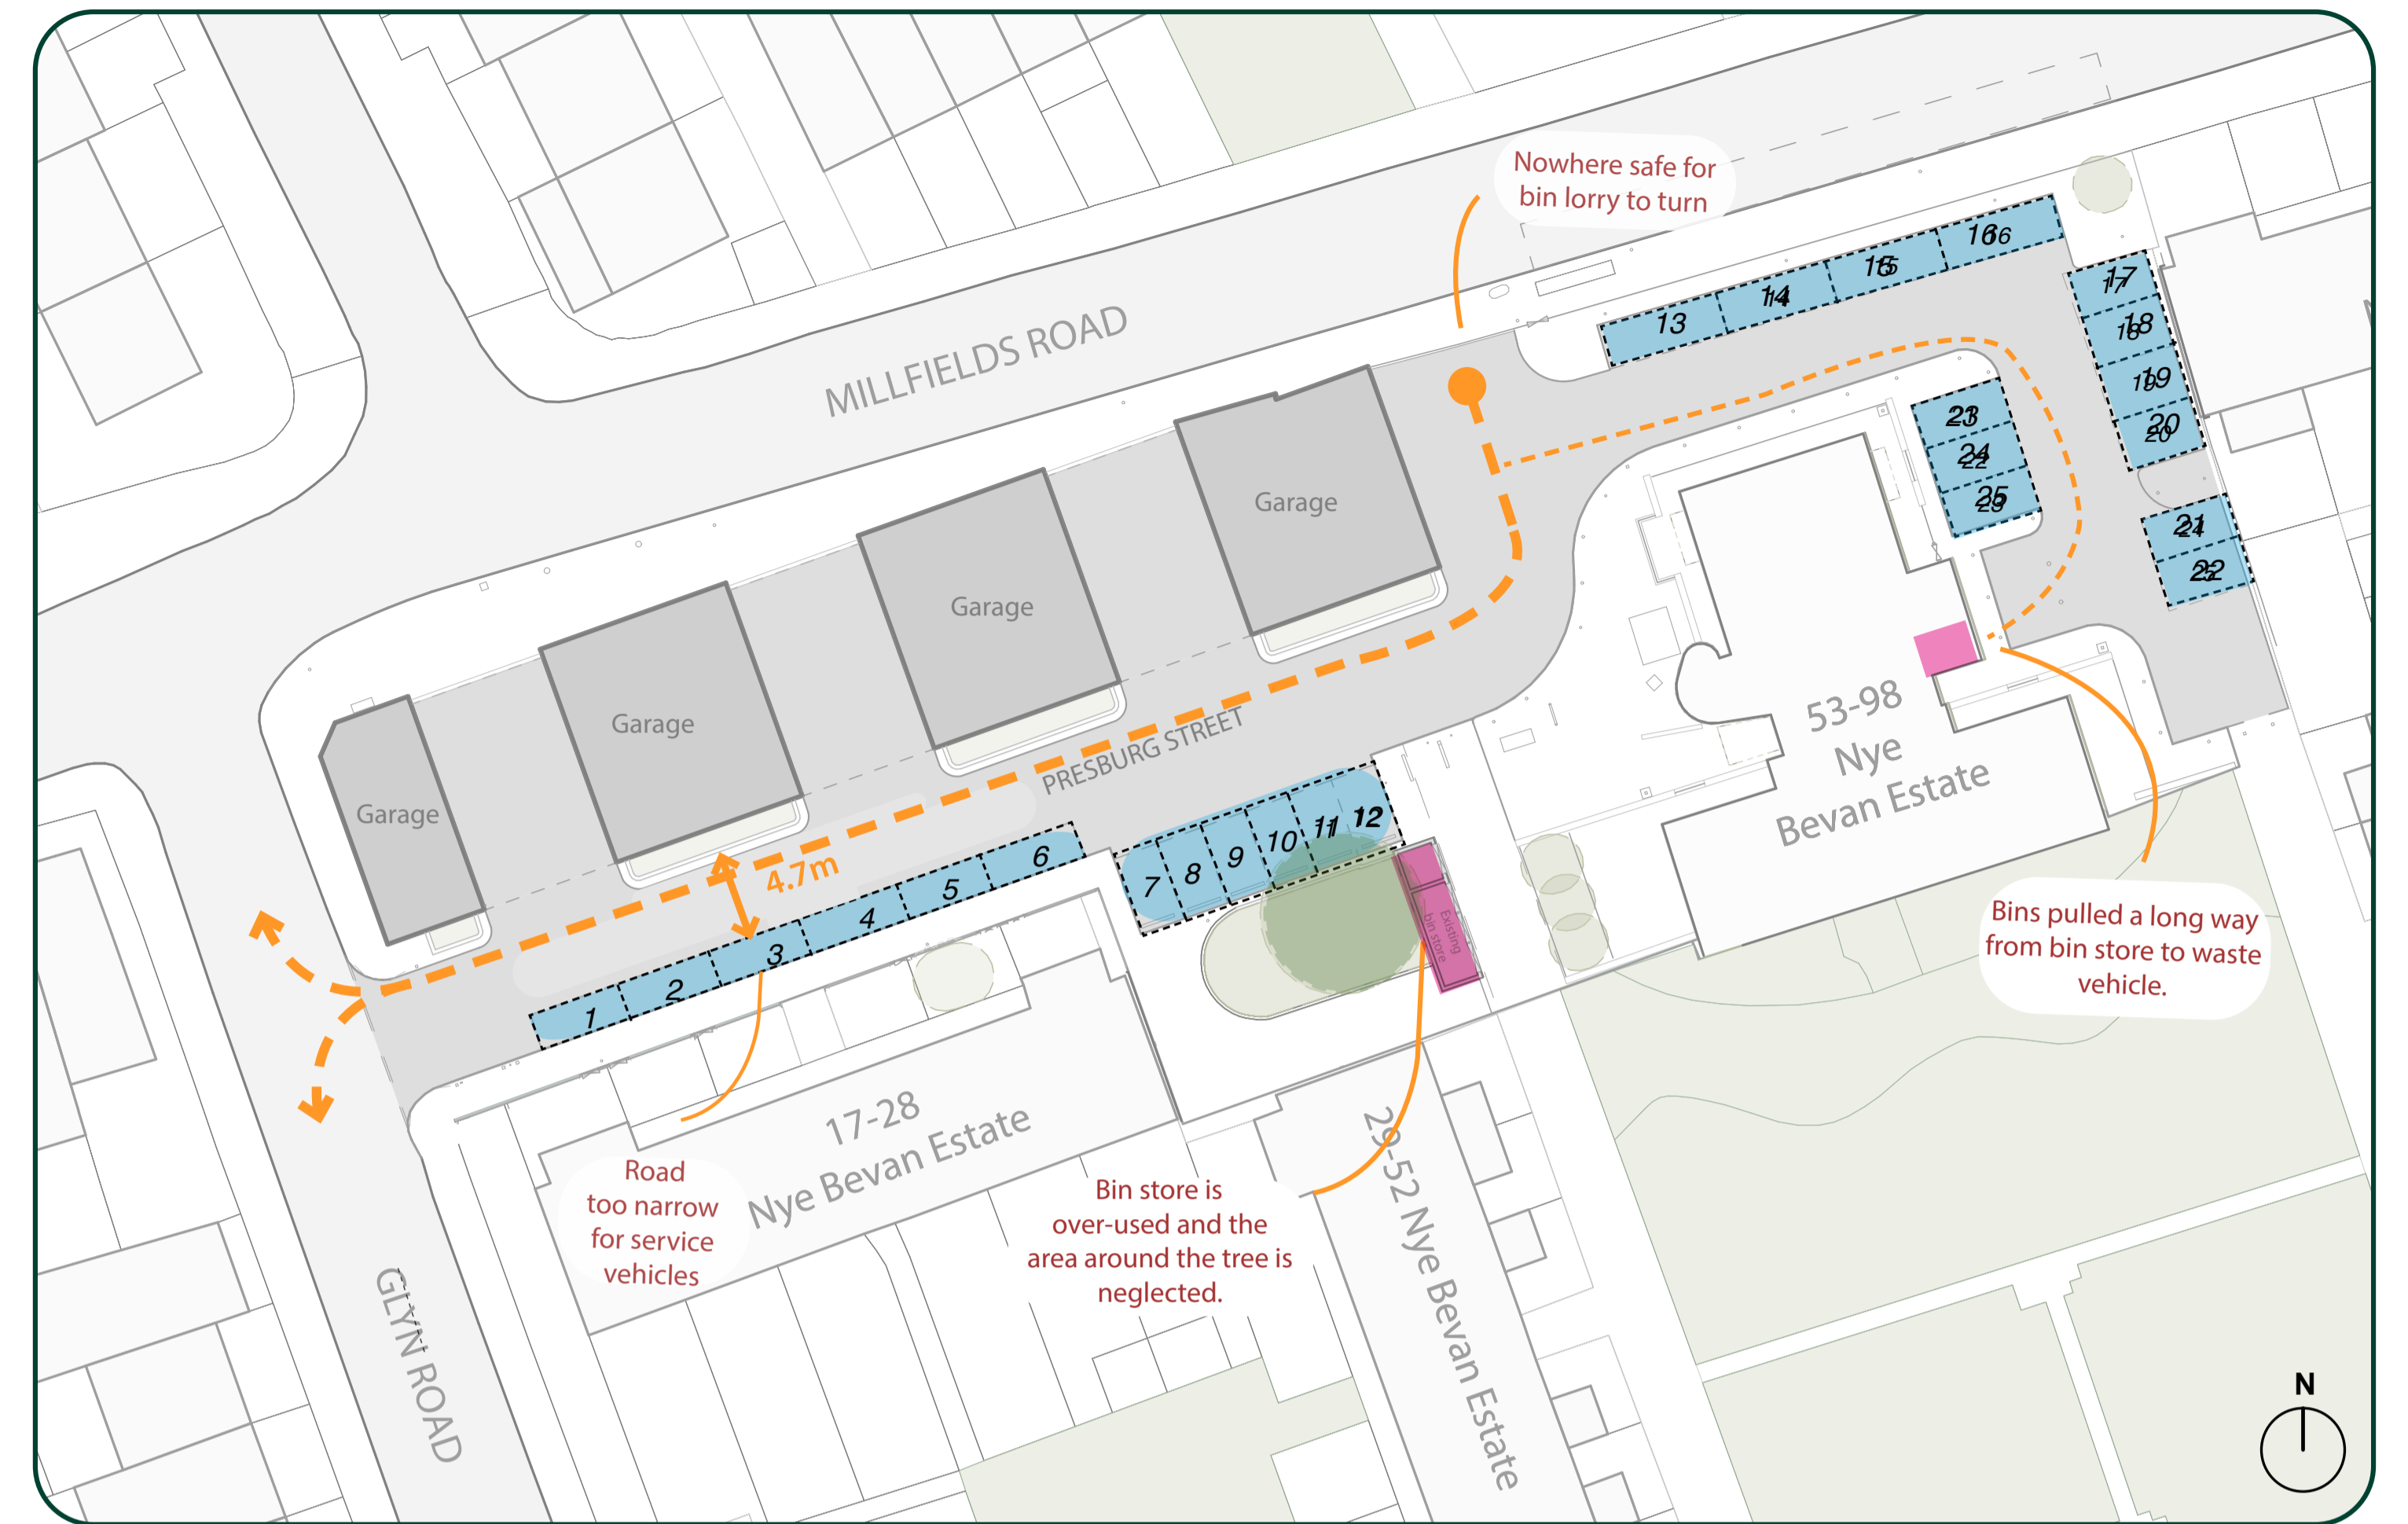 Nowhere safe for
bin lorry to turn
MILLFIELDS ROAD
13
14
15
16
17
18
19
20
23
24
25
21
22
Garage
Garage
Garage
Garage
PRESBURG STREET
4.7m
1
2
3
4
5
6
7
8
9
10
11
12
Existing
bin store
53-98
Nye
Bevan Estate
Bins pulled a long way
from bin store to waste
vehicle.
17-28
Nye Bevan Estate
29-52 Nye Bevan Estate
Road
too narrow
for service
vehicles
Bin store is
over-used and the
area around the tree is
neglected.
GLYN ROAD
N